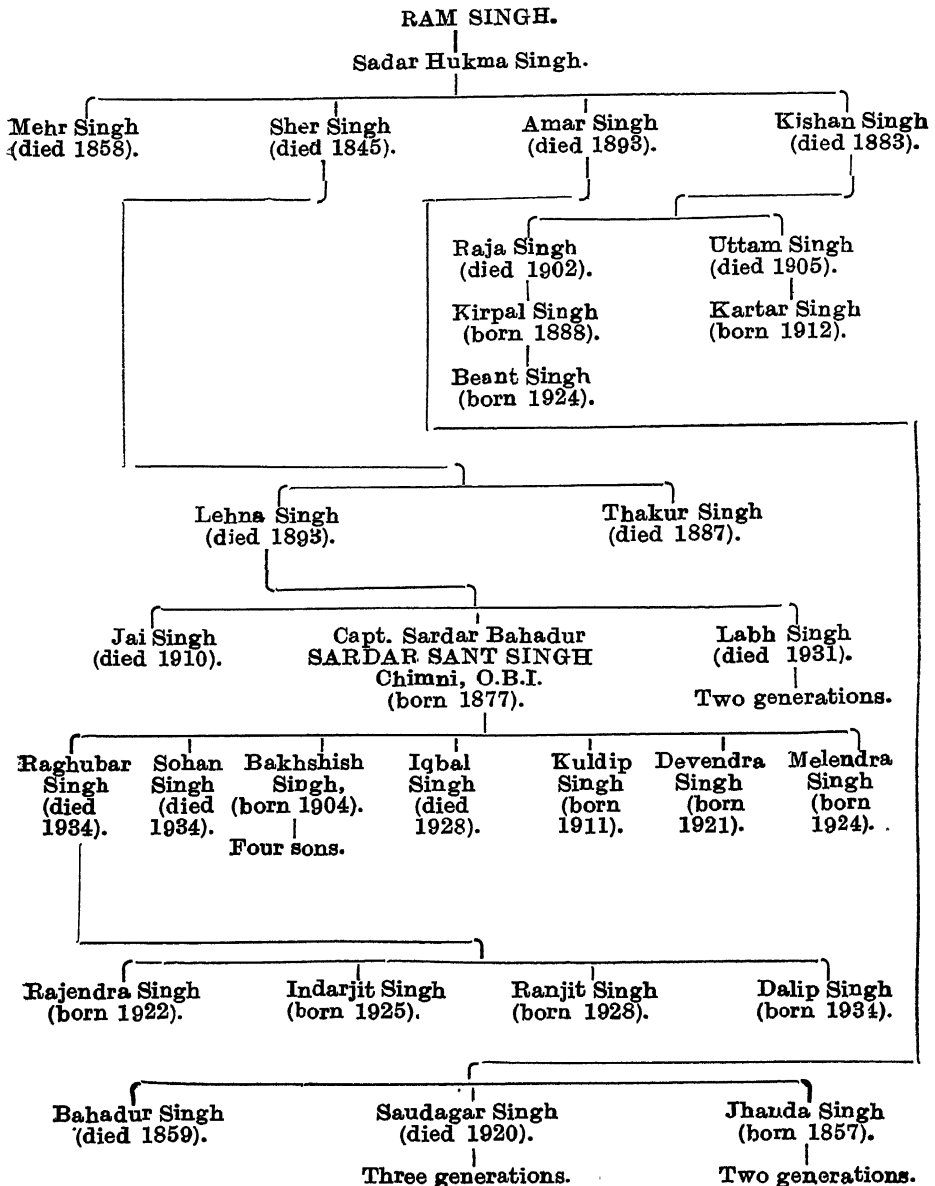 RAM SINGH.
Sadar Hukma Singh.
Mehr Singh
(died 1858).
Sher Singh
(died 1845).
Amar Singh
(died 1893).
Kishan Singh
(died 1883).
Raja Singh
(died 1902).
Uttam Singh
(died 1905).
Kirpal Singh
(born 1888).
Kartar Singh
(born 1912).
Beant Singh
(born 1924).
Lehna Singh
(died 1893).
Thakur Singh
(died 1887).
Jai Singh
(died 1910).
Capt. Sardar Bahadur
SARDAR SANT SINGH
Chimni, O.B.I.
(born 1877).
Labh Singh
(died 1931).
Two generations.
Raghubar
Singh
(died
1934).
Sohan
Singh
(died
1934).
Bakhshish
Singh,
(born 1904).
Four sons.
Iqbal
Singh
(died
1928).
Kuldip
Singh
(born
1911).
Devendra
Singh
(born
1921).
Melendra
Singh
(born
1924).
Rajendra Singh
(born 1922).
Indarjit Singh
(born 1925).
Ranjit Singh
(born 1928).
Dalip Singh
(born 1934).
Bahadur Singh
(died 1859).
Saudagar Singh
(died 1920).
Three generations.
Jhanda Singh
(born 1857).
Two generations.